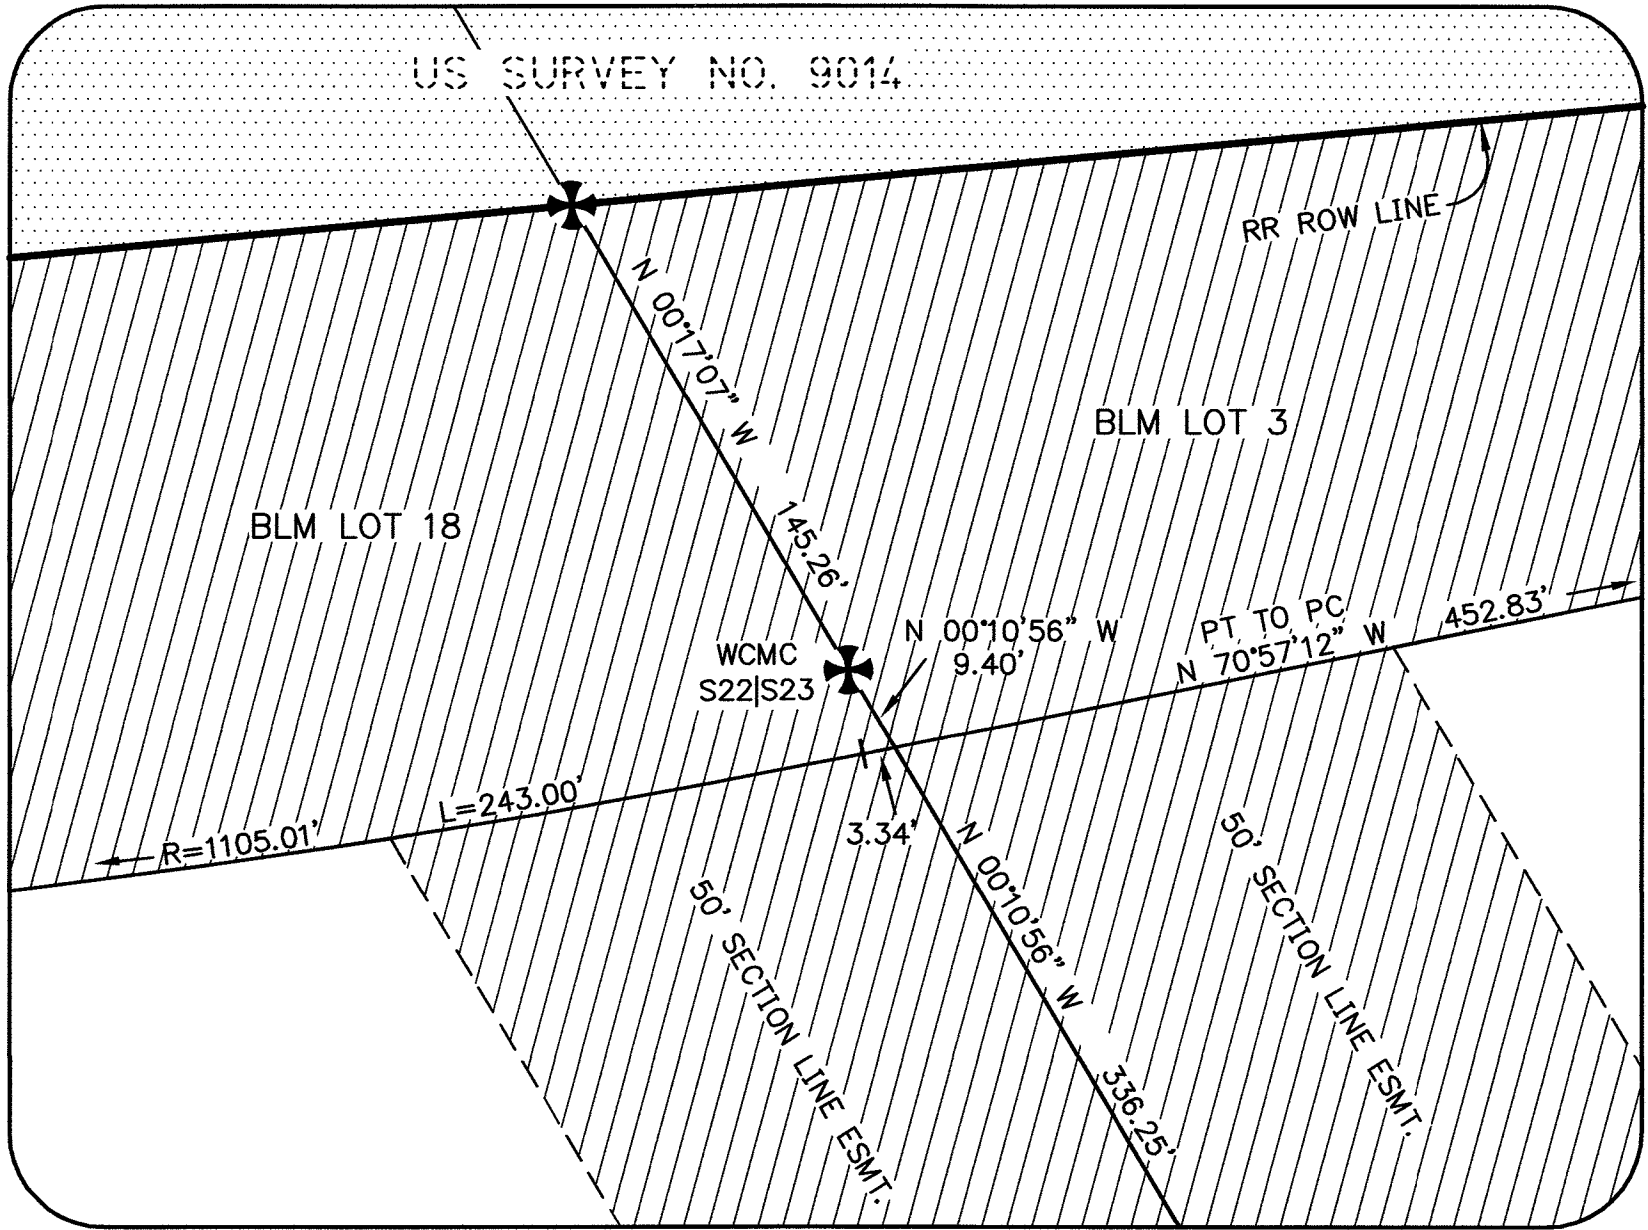 US SURVEY NO. 9014
RR ROW LINE
N 00°17'07" W
145.26'
BLM LOT 3
BLM LOT 18
WCMC
S22|S23
N 00°10'56" W
9.40'
PT TO PC
N 70°57'12" W
452.83'
L=243.00'
R=1105.01'
3.34'
N 00°10'56" W
336.25'
50' SECTION LINE ESMT.
50' SECTION LINE ESMT.